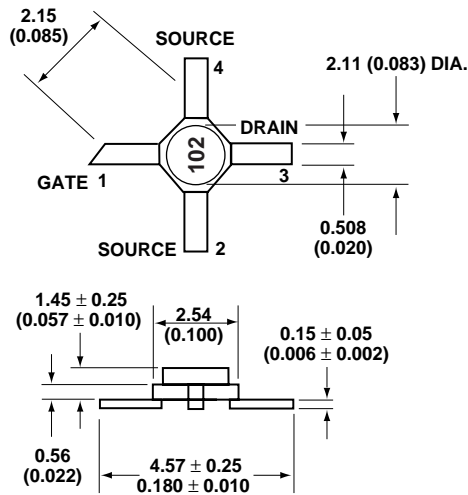 2.15
(0.085)
SOURCE
4
2.11 (0.083) DIA.
DRAIN
102
GATE 1
3
0.508
(0.020)
SOURCE
2
1.45 ± 0.25
(0.057 ± 0.010)
2.54
(0.100)
0.15 ± 0.05
(0.006 ± 0.002)
0.56
(0.022)
4.57 ± 0.25
0.180 ± 0.010